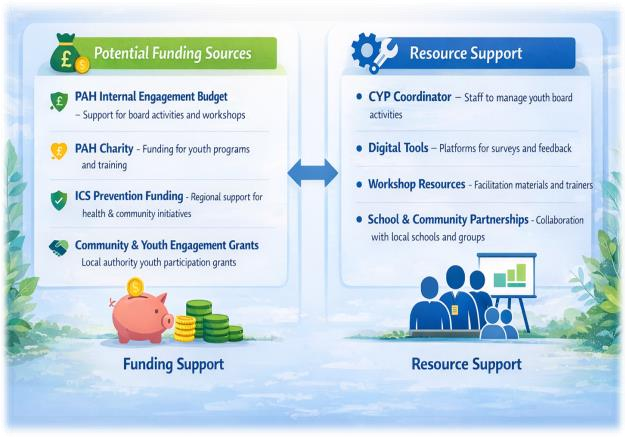 Potential Funding Sources
PAH Internal Engagement Budget
– Support for board activities and workshops
PAH Charity - Funding for youth programs
and training
ICS Prevention Funding - Regional support for
health & community initiatives
Community & Youth Engagement Grants
Local authority youth participation grants
Funding Support
Resource Support
• CYP Coordinator – Staff to manage youth board
activities
• Digital Tools – Platforms for surveys and feedback
• Workshop Resources - Facilitation materials and trainers
• School & Community Partnerships - Collaboration
with local schools and groups
Resource Support